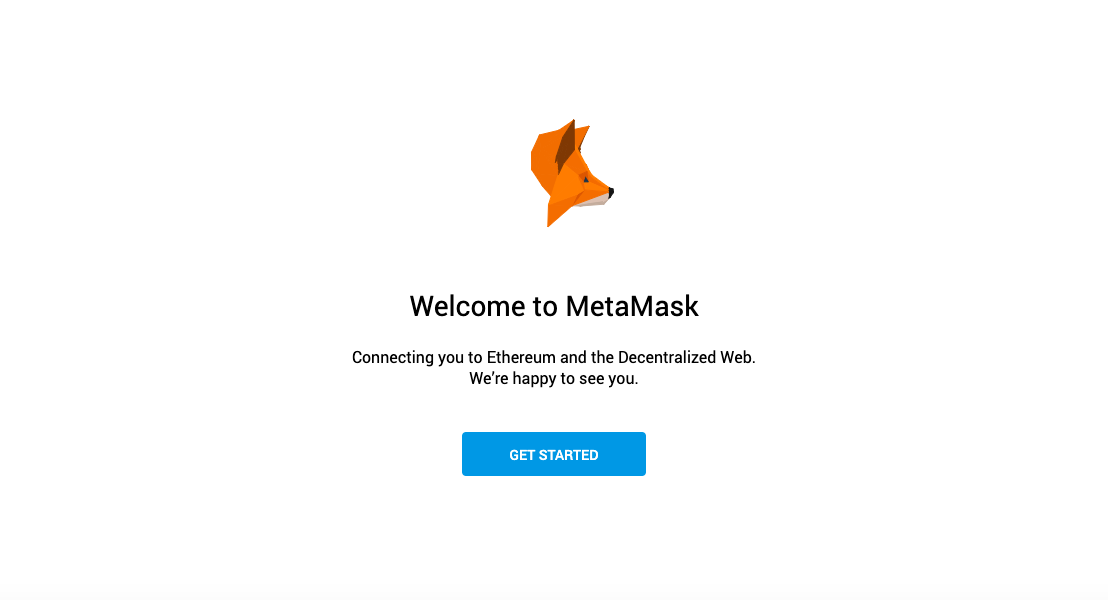 Welcome to MetaMask
Connecting you to Ethereum and the Decentralized Web.
We’re happy to see you.
GET STARTED